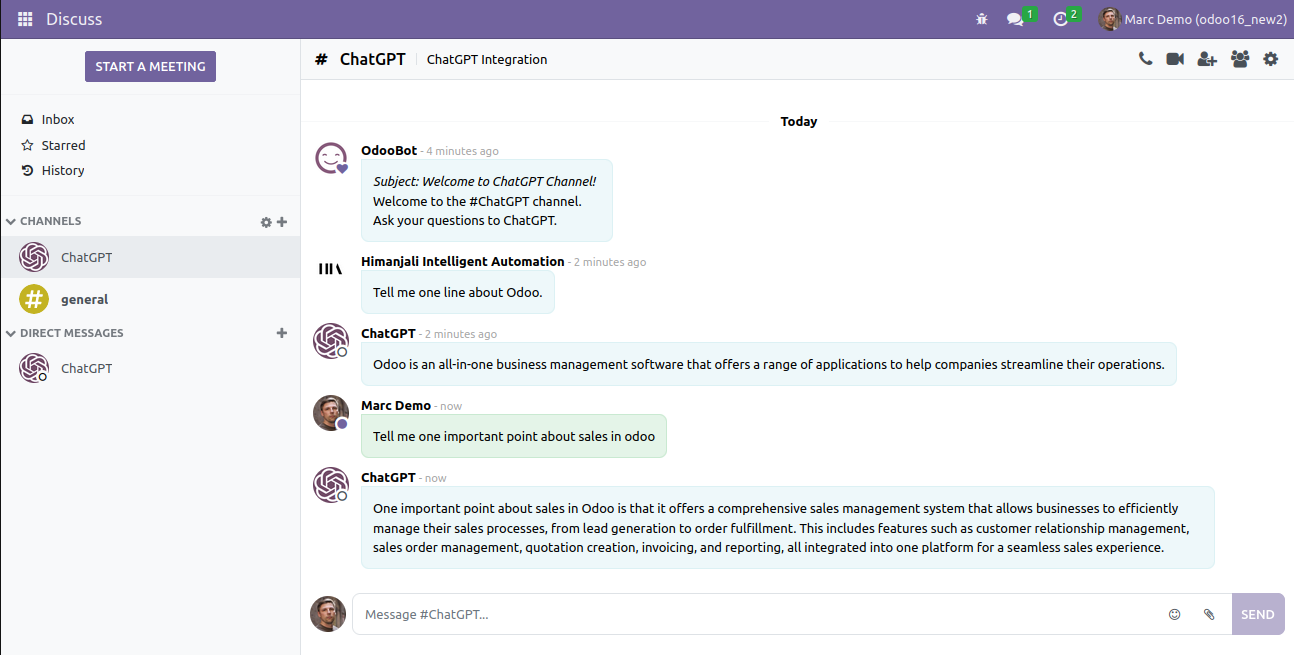 Discuss
1
2
Marc Demo (odoo16_new2)
START A MEETING
Inbox
Starred
History
CHANNELS
ChatGPT
# general
DIRECT MESSAGES
ChatGPT
# ChatGPT ChatGPT Integration
Today
OdooBot - 4 minutes ago
Subject: Welcome to ChatGPT Channel!
Welcome to the #ChatGPT channel.
Ask your questions to ChatGPT.
Himanjali Intelligent Automation - 2 minutes ago
Tell me one line about Odoo.
ChatGPT - 2 minutes ago
Odoo is an all-in-one business management software that offers a range of applications to help companies streamline their operations.
Marc Demo - now
Tell me one important point about sales in odoo
ChatGPT - now
One important point about sales in Odoo is that it offers a comprehensive sales management system that allows businesses to efficiently
manage their sales processes, from lead generation to order fulfillment. This includes features such as customer relationship management,
sales order management, quotation creation, invoicing, and reporting, all integrated into one platform for a seamless sales experience.
Message #ChatGPT...
SEND